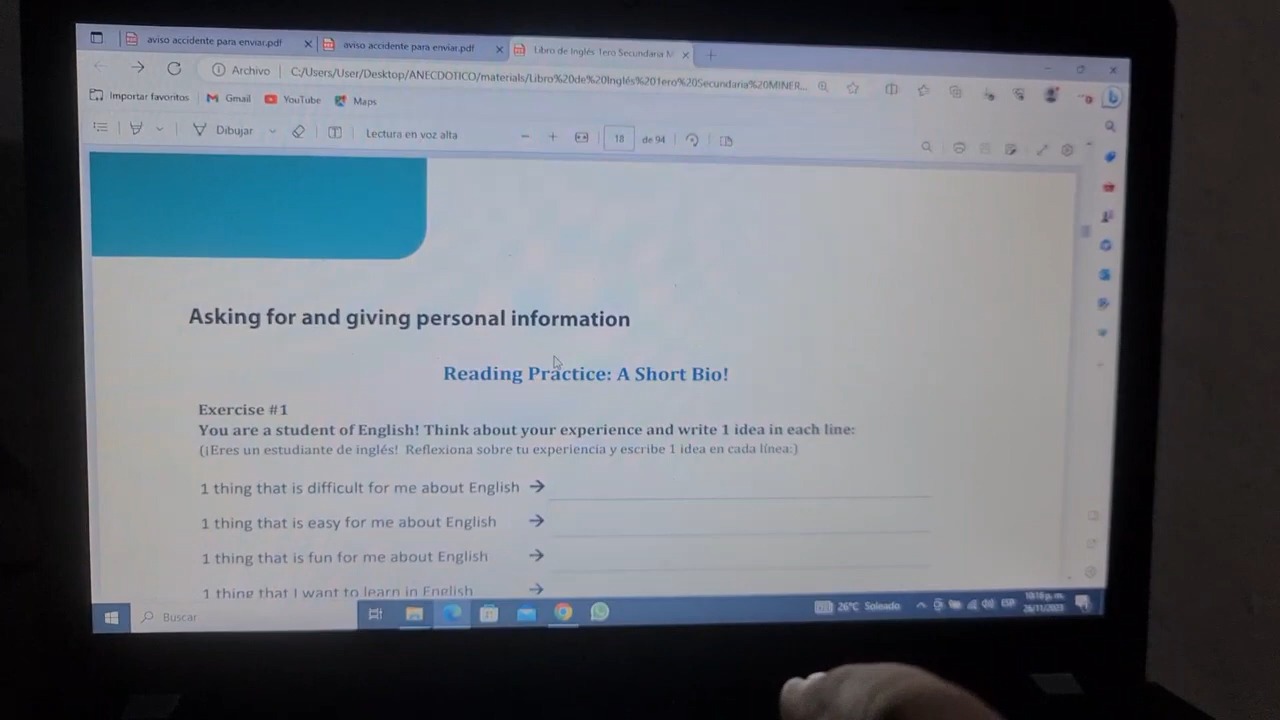 aviso accidente para enviar.pdf
aviso accidente para enviar.pdf
Libro de Inglés 1ero Secundaria M
Archivo
C:/Users/User/Desktop/ANECDOTICO/materials/Libro%20de%20Inglés%201ero%20Secundaria%20MINER...
Importar favoritos
Gmail
YouTube
Maps
Dibujar
Lectura en voz alta
18
de 94
Asking for and giving personal information
Reading Practice: A Short Bio!
Exercise #1
You are a student of English! Think about your experience and write 1 idea in each line:
(¡Eres un estudiante de inglés! Reflexiona sobre tu experiencia y escribe 1 idea en cada línea:)
1 thing that is difficult for me about English →
1 thing that is easy for me about English →
1 thing that is fun for me about English →
1 thing that I want to learn in English →
Buscar
26°C Soleado
ESP
10:18 p. m.
26/11/2023